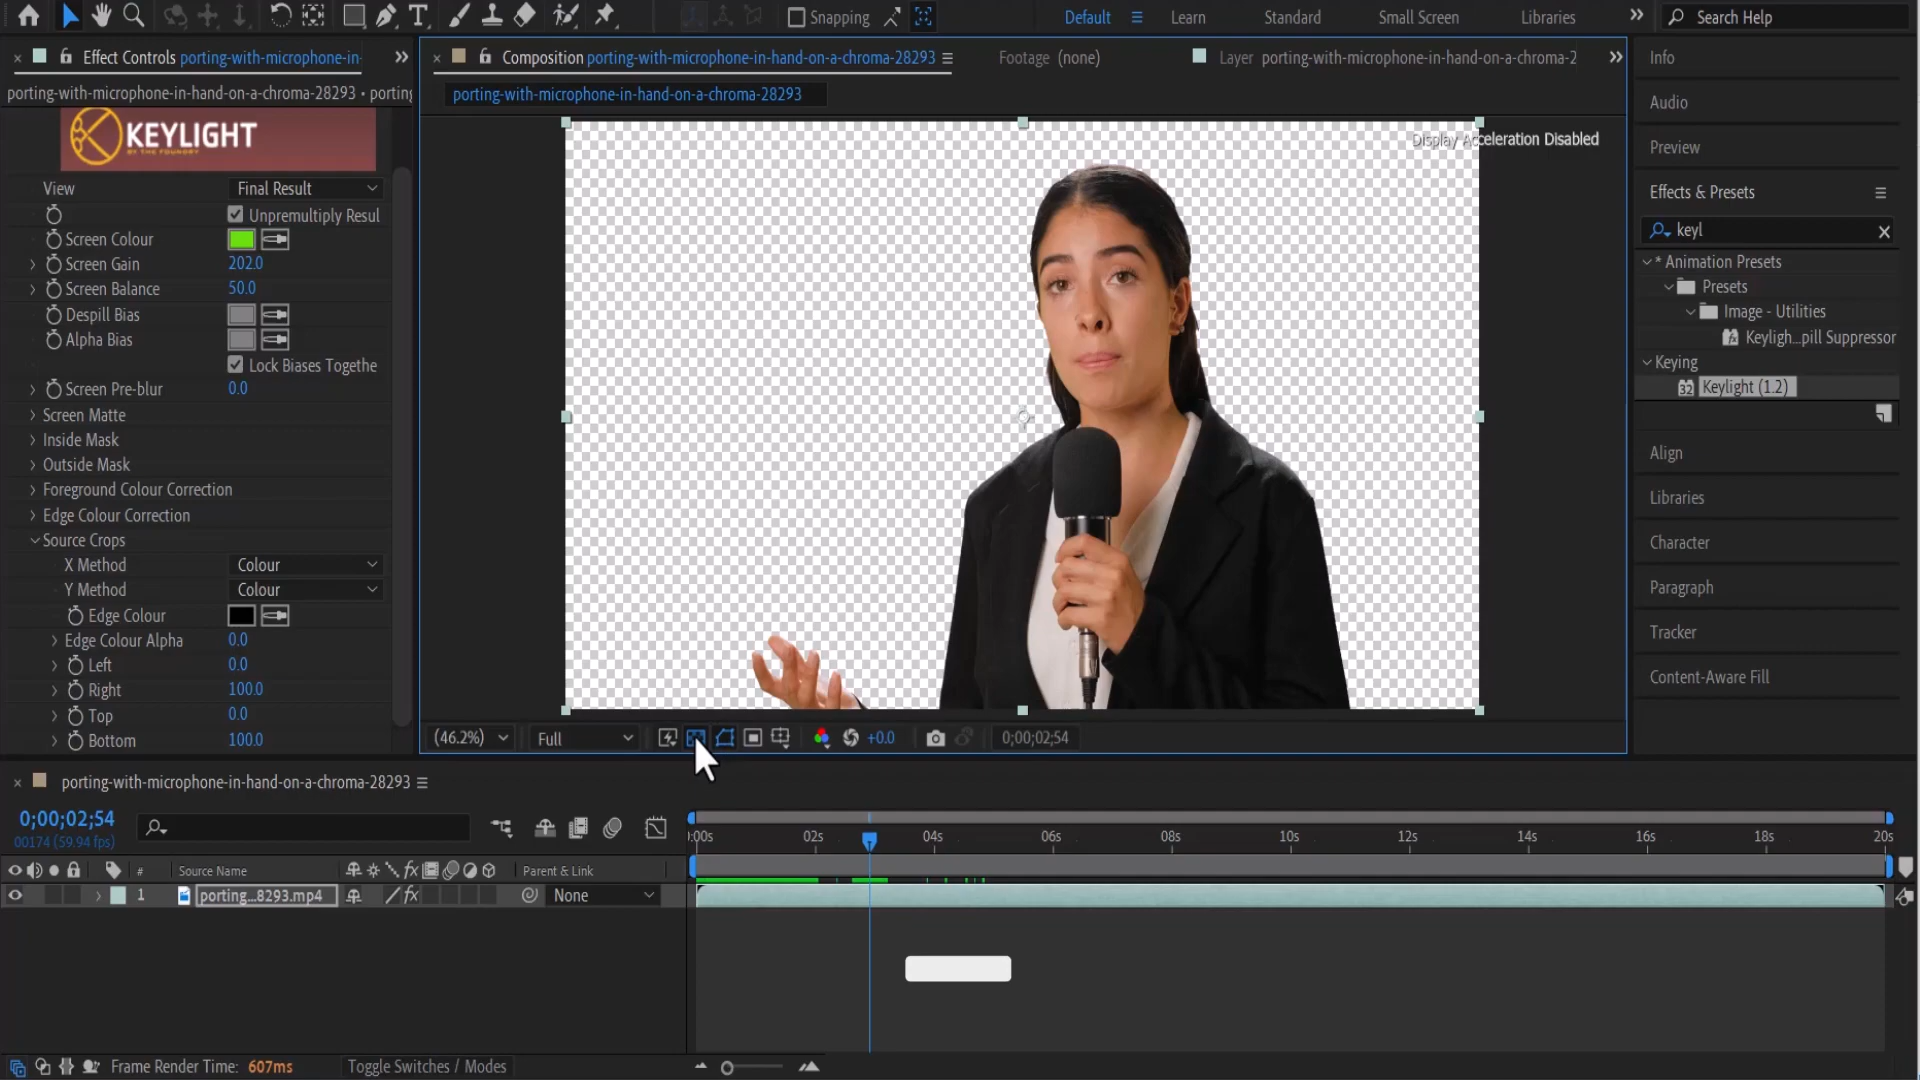 Snapping
Default
Learn
Standard
Small Screen
Libraries
Search Help
Effect Controls porting-with-microphone-in-
Composition porting-with-microphone-in-hand-on-a-chroma-28293
Footage (none)
Layer porting-with-microphone-in-hand-on-a-chroma-2
porting-with-microphone-in-hand-on-a-chroma-28293 • porting
porting-with-microphone-in-hand-on-a-chroma-28293
KEYLIGHT
BY THE FOUNDRY
Display Acceleration Disabled
View Final Result
Unpremultiply Resul
Screen Colour
Screen Gain 202.0
Screen Balance 50.0
Despill Bias
Alpha Bias
Lock Biases Togethe
Screen Pre-blur 0.0
Screen Matte
Inside Mask
Outside Mask
Foreground Colour Correction
Edge Colour Correction
Source Crops
X Method Colour
Y Method Colour
Edge Colour
Edge Colour Alpha 0.0
Left 0.0
Right 100.0
Top 0.0
Bottom 100.0
(46.2%)
Full
+0.0
0;00;02;54
Info
Audio
Preview
Effects & Presets
keyl
* Animation Presets
Presets
Image - Utilities
Keyligh...pill Suppressor
Keying
32 Keylight (1.2)
Align
Libraries
Character
Paragraph
Tracker
Content-Aware Fill
porting-with-microphone-in-hand-on-a-chroma-28293
0;00;02;54
00174 (59.94 fps)
:00s 02s 04s 06s 08s 10s 12s 14s 16s 18s 20s
# Source Name fx Parent & Link
1 porting...8293.mp4 fx None
Frame Render Time: 607ms
Toggle Switches / Modes